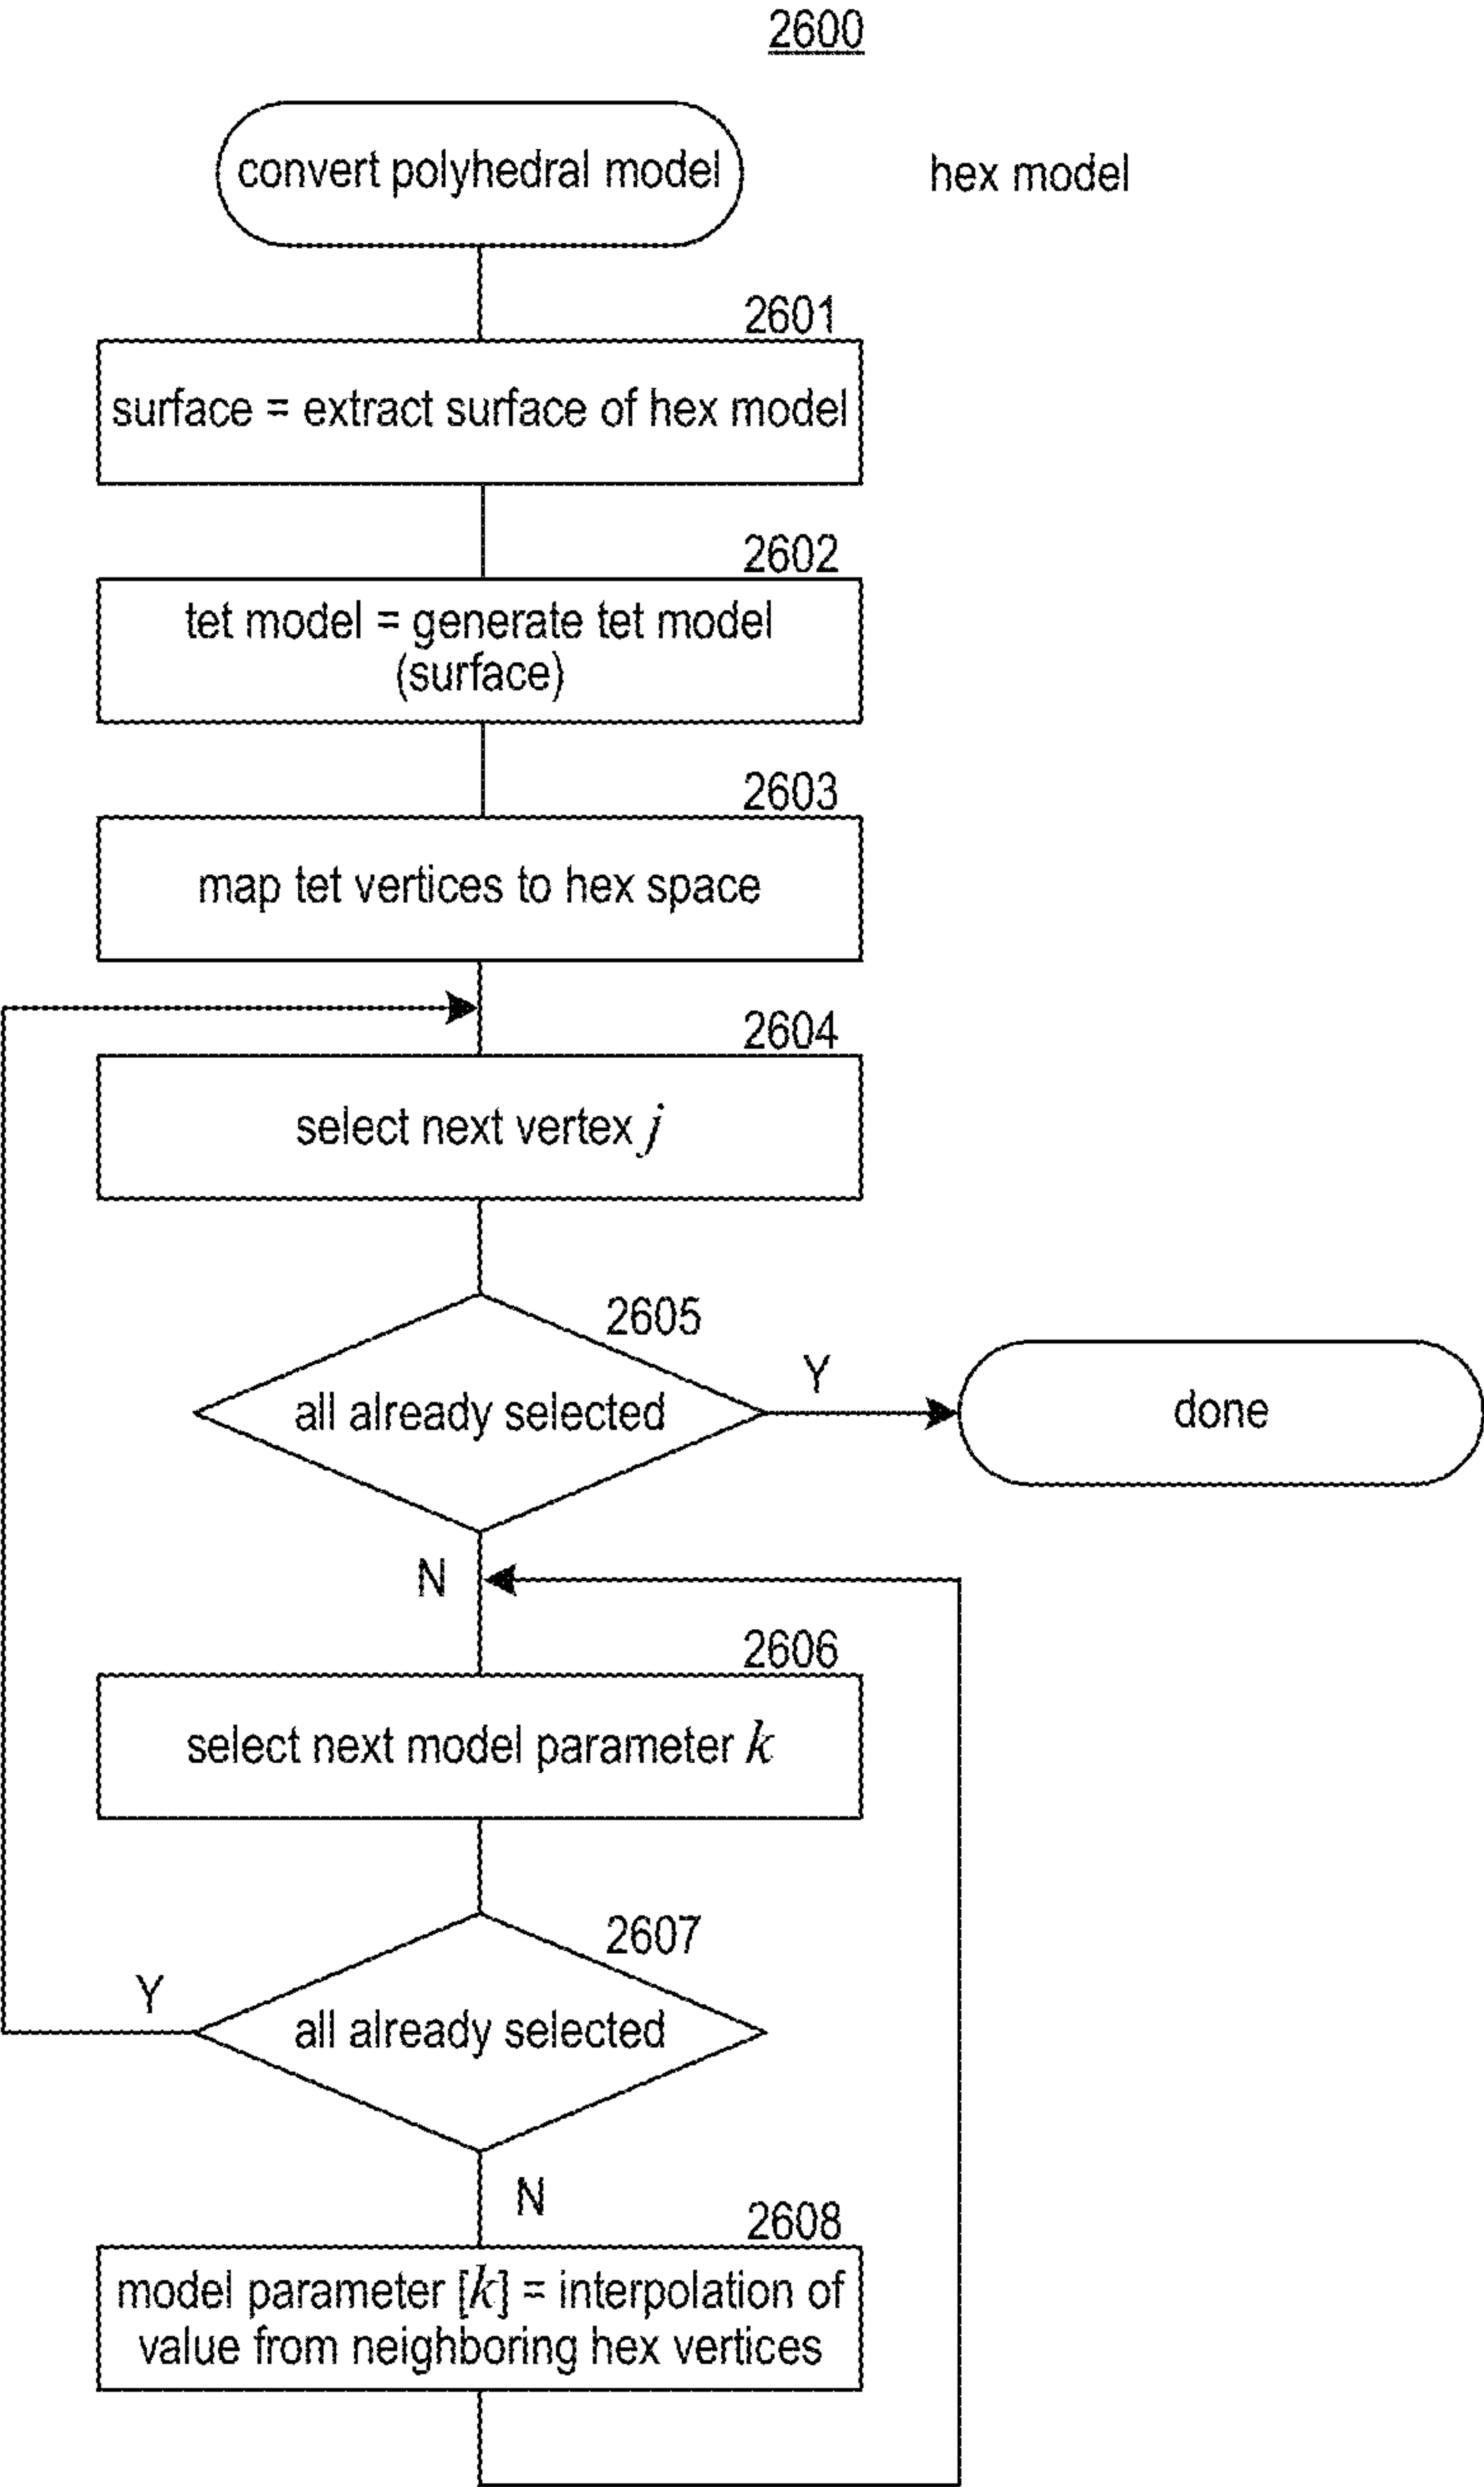 2600
convert polyhedral model
hex model
2601
surface = extract surface of hex model
2602
tet model = generate tet model
(surface)
2603
map tet vertices to hex space
2604
select next vertex j
2605
all already selected
Y
done
N
2606
select next model parameter k
2607
Y
all already selected
N
2608
model parameter [k] = interpolation of
value from neighboring hex vertices